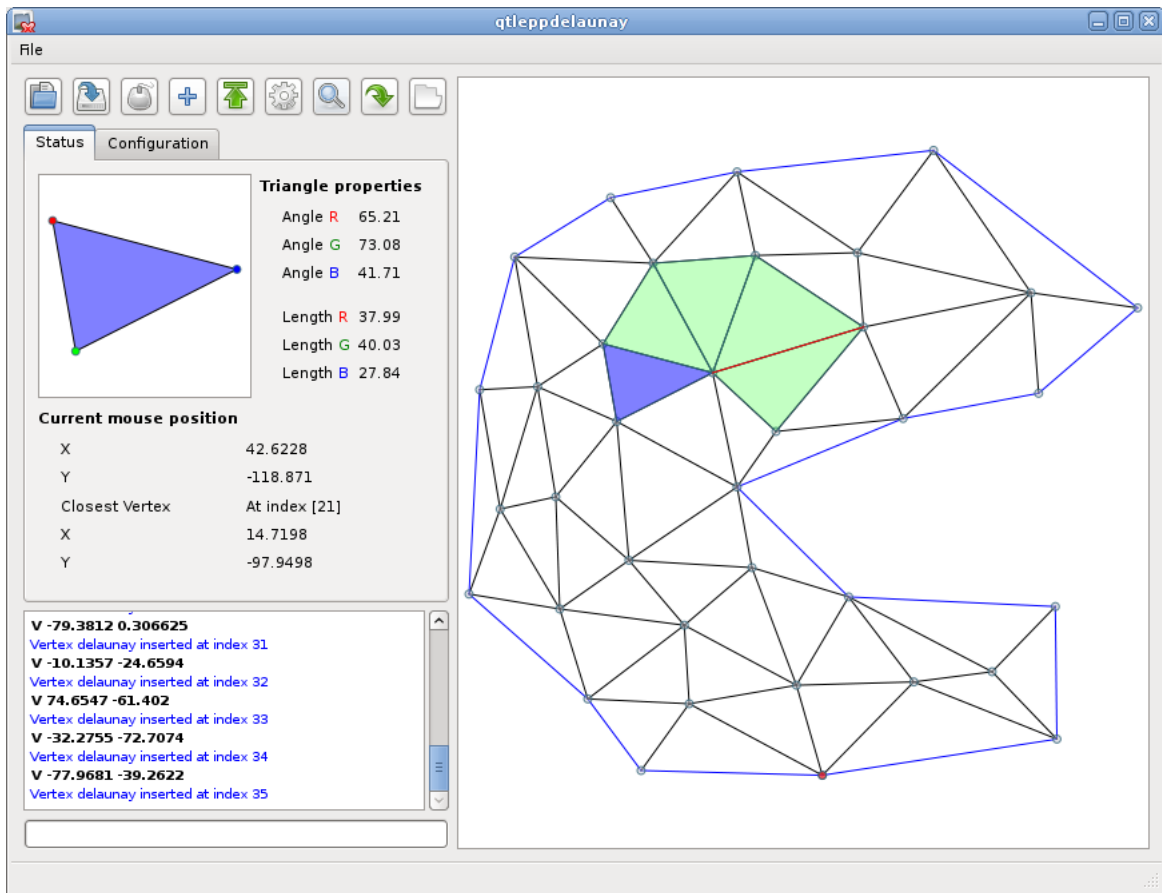 qtleppdelaunay
File
Status Configuration
Triangle properties
Angle R 65.21
Angle G 73.08
Angle B 41.71
Length R 37.99
Length G 40.03
Length B 27.84
Current mouse position
X 42.6228
Y -118.871
Closest Vertex At index [21]
X 14.7198
Y -97.9498
V -79.3812 0.306625
Vertex delaunay inserted at index 31
V -10.1357 -24.6594
Vertex delaunay inserted at index 32
V 74.6547 -61.402
Vertex delaunay inserted at index 33
V -32.2755 -72.7074
Vertex delaunay inserted at index 34
V -77.9681 -39.2622
Vertex delaunay inserted at index 35